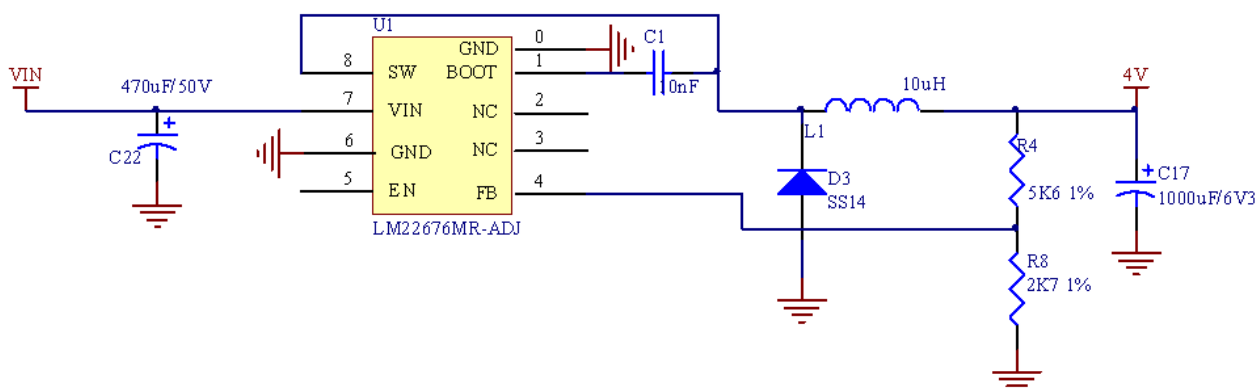 U1
VIN
470uF/50V
C22
8
7
6
5
SW
VIN
GND
EN
GND
BOOT
NC
NC
FB
0
1
2
3
4
LM22676MR-ADJ
C1
10nF
10uH
L1
D3
SS14
4V
R4
5K6 1%
R8
2K7 1%
C17
1000uF/6V3